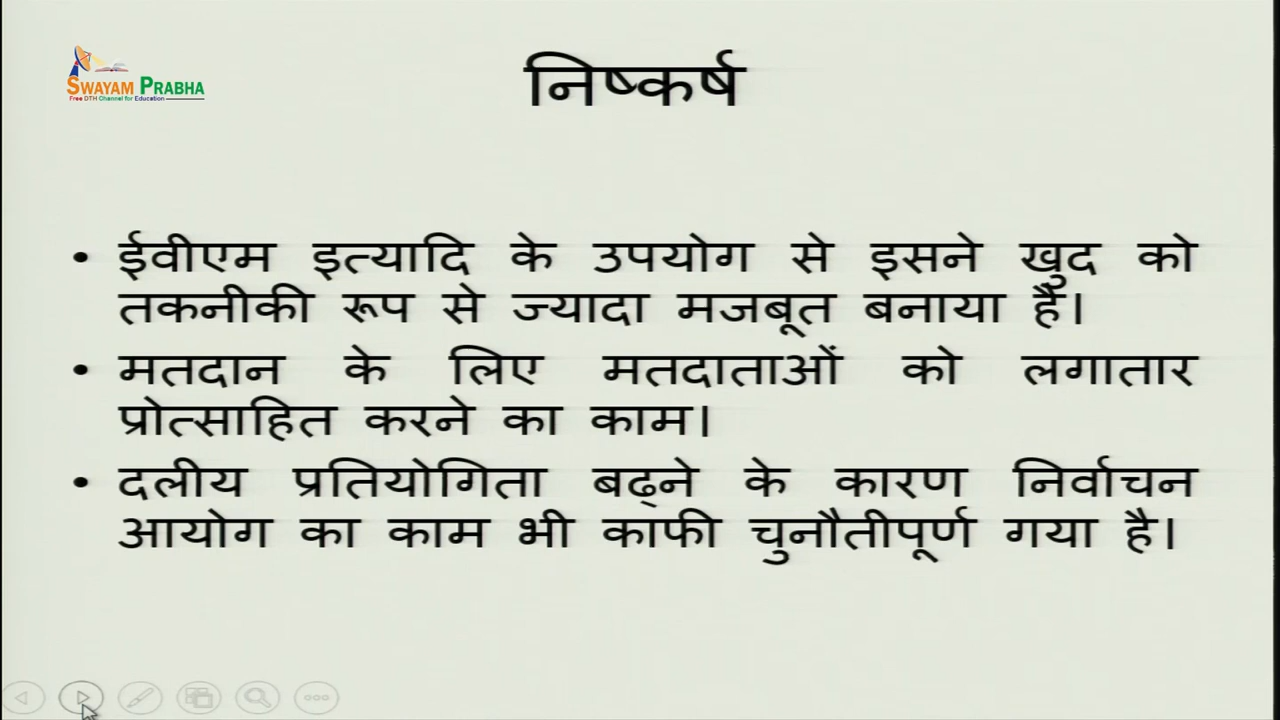 SWAYAM PRABHA
Free DTH Channel for Education
निष्कर्ष
• ईवीएम इत्यादि के उपयोग से इसने खुद को
तकनीकी रूप से ज्यादा मजबूत बनाया है।
• मतदान के लिए मतदाताओं को लगातार
प्रोत्साहित करने का काम।
• दलीय प्रतियोगिता बढ्ने के कारण निर्वाचन
आयोग का काम भी काफी चुनौतीपूर्ण गया है।